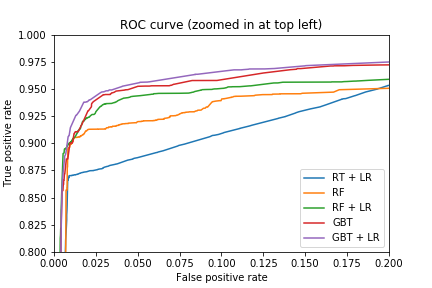 ROC curve (zoomed in at top left)
1.000
0.975
0.950
0.925
0.900
0.875
0.850
0.825
0.800
True positive rate
0.000 0.025 0.050 0.075 0.100 0.125 0.150 0.175 0.200
False positive rate
RT + LR
RF
RF + LR
GBT
GBT + LR